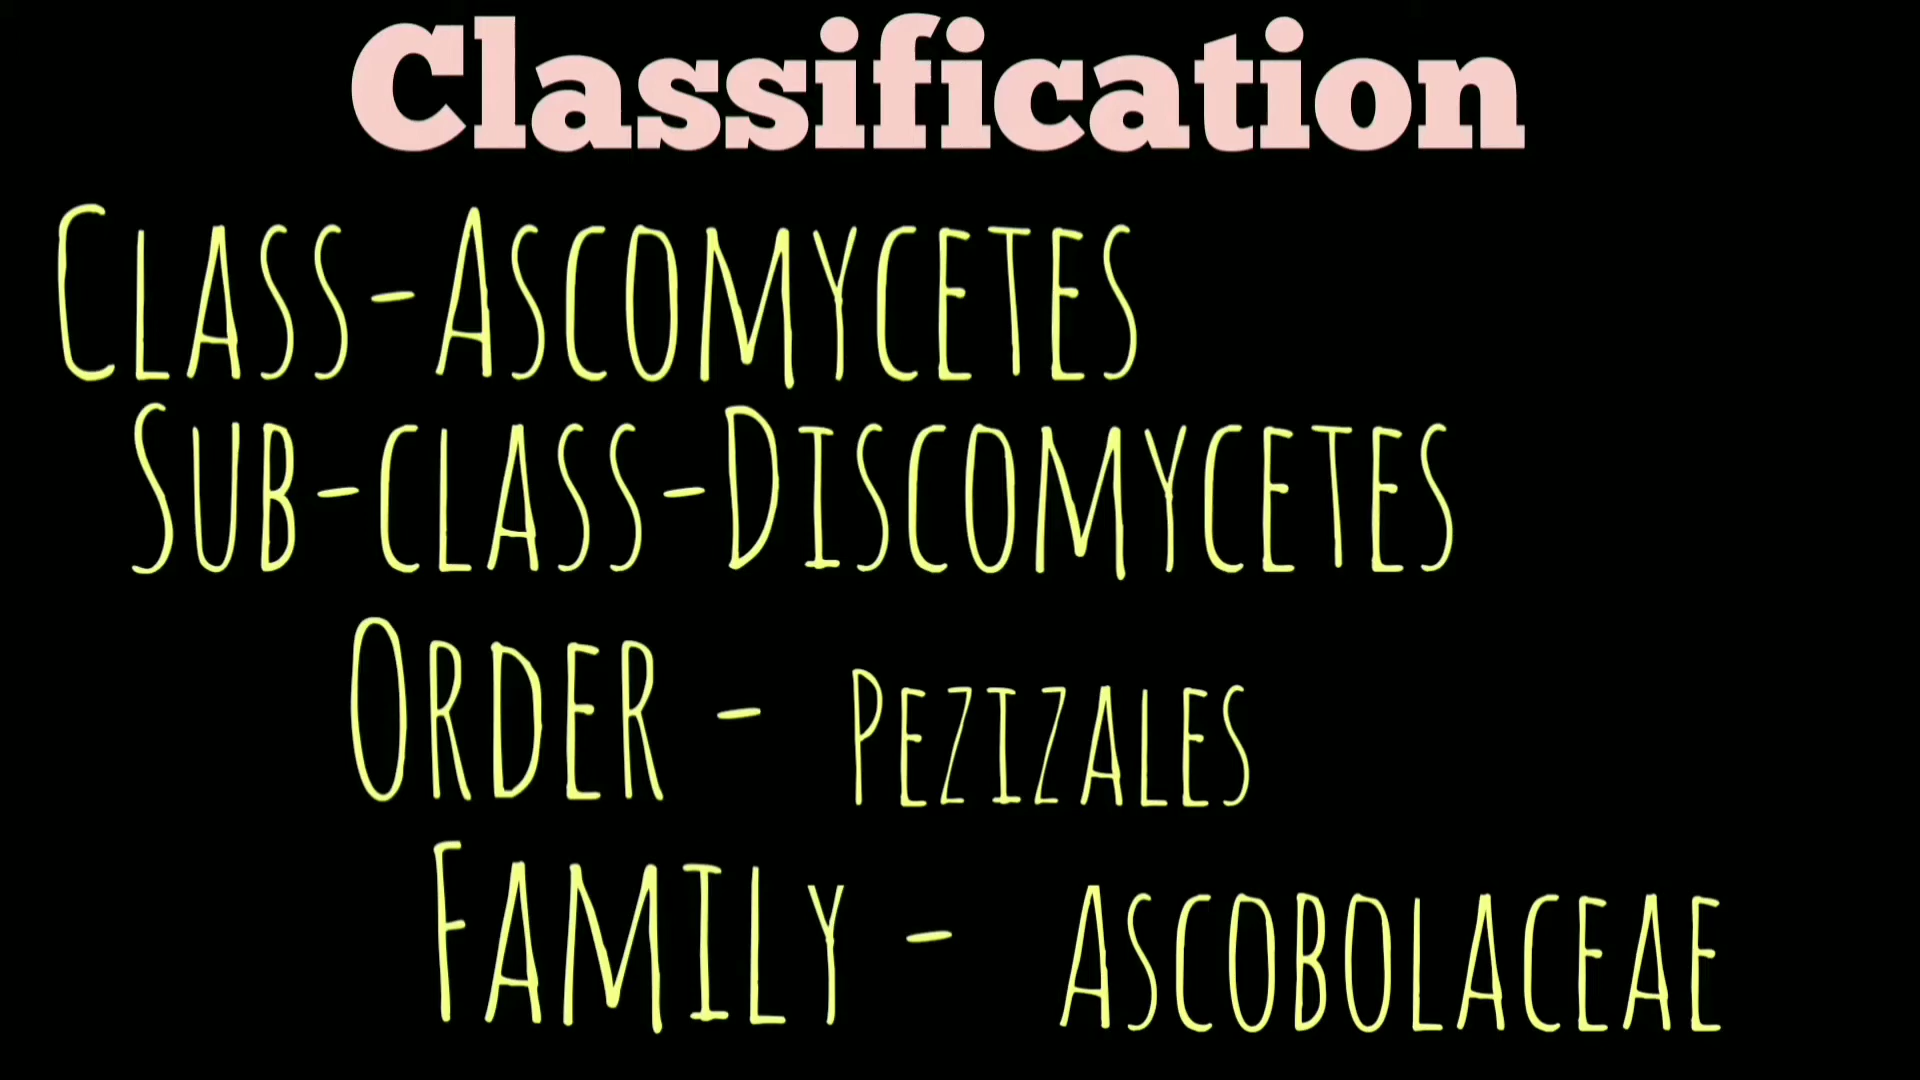 Classification
Class-Ascomycetes
Sub-class-Discomycetes
Order - Pezizales
Family - Ascobolaceae